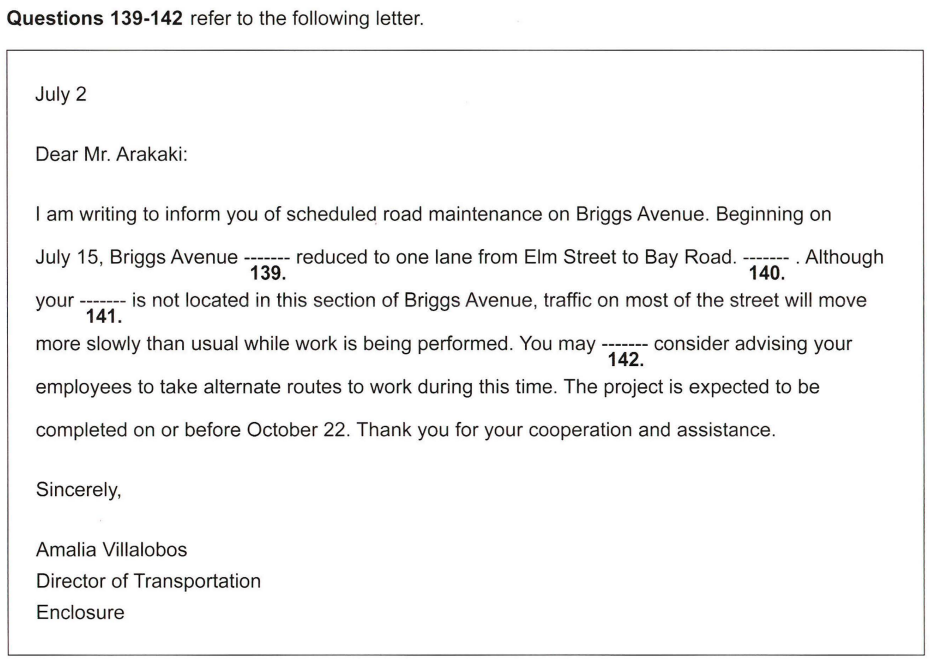 Questions 139-142 refer to the following letter.
July 2
Dear Mr. Arakaki:
I am writing to inform you of scheduled road maintenance on Briggs Avenue. Beginning on
July 15, Briggs Avenue ------- reduced to one lane from Elm Street to Bay Road. ------- . Although
139. 140.
your ------- is not located in this section of Briggs Avenue, traffic on most of the street will move
141.
more slowly than usual while work is being performed. You may ------- consider advising your
142.
employees to take alternate routes to work during this time. The project is expected to be
completed on or before October 22. Thank you for your cooperation and assistance.
Sincerely,
Amalia Villalobos
Director of Transportation
Enclosure